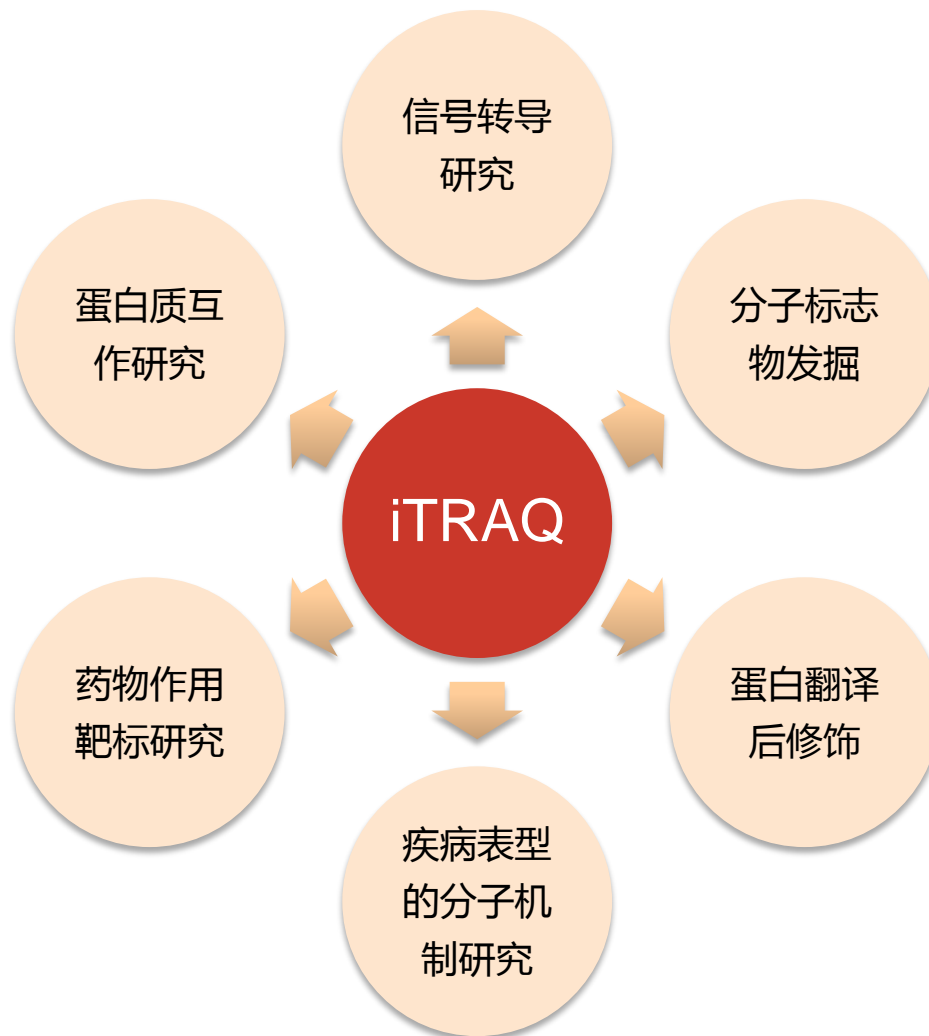 信号转导
研究
蛋白质互
作研究
分子标志
物发掘
iTRAQ
药物作用
靶标研究
蛋白翻译
后修饰
疾病表型
的分子机
制研究